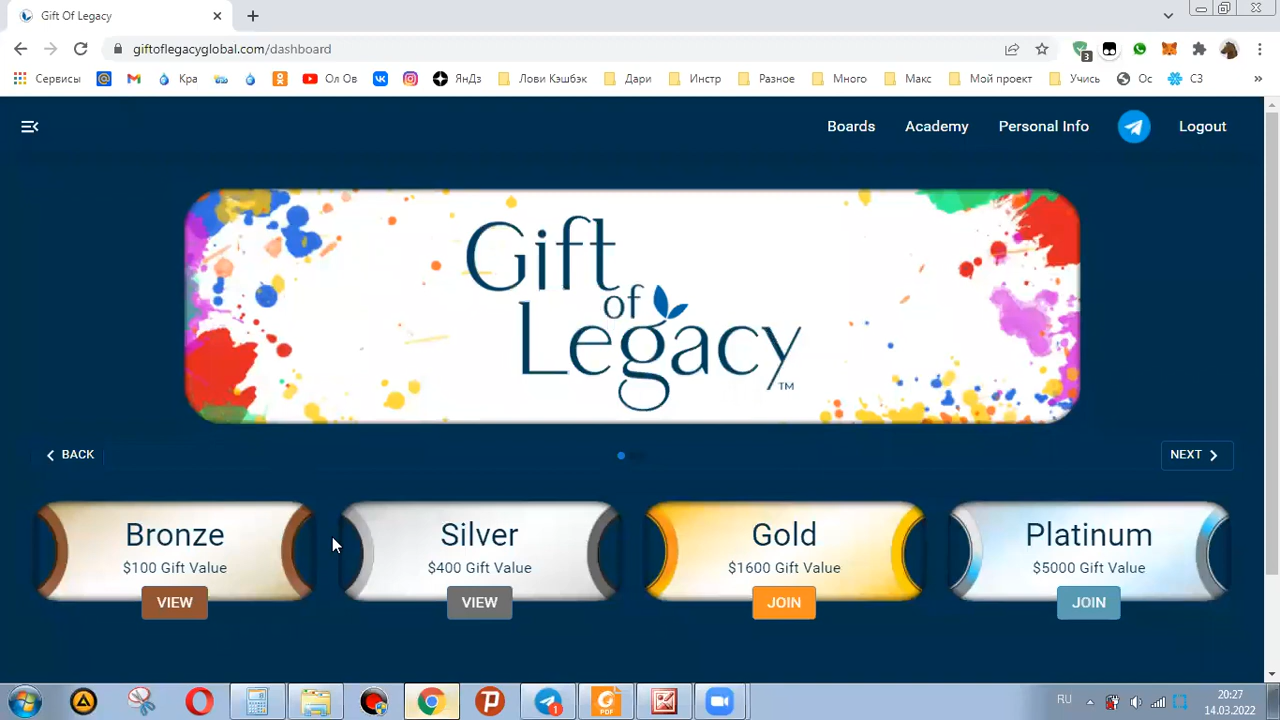 Gift Of Legacy
giftoflegacyglobal.com/dashboard
3
Сервисы
Кра
Ол Ов
ЯнДз
Лови Кэшбэк
Дари
Инстр
Разное
Много
Макс
Мой проект
Учись
Ос
СЗ
»
Boards
Academy
Personal Info
Logout
Gift
of
Legacy
TM
BACK
NEXT
Bronze
$100 Gift Value
VIEW
Silver
$400 Gift Value
VIEW
Gold
$1600 Gift Value
JOIN
Platinum
$5000 Gift Value
JOIN
1
PDF
RU
20:27
14.03.2022